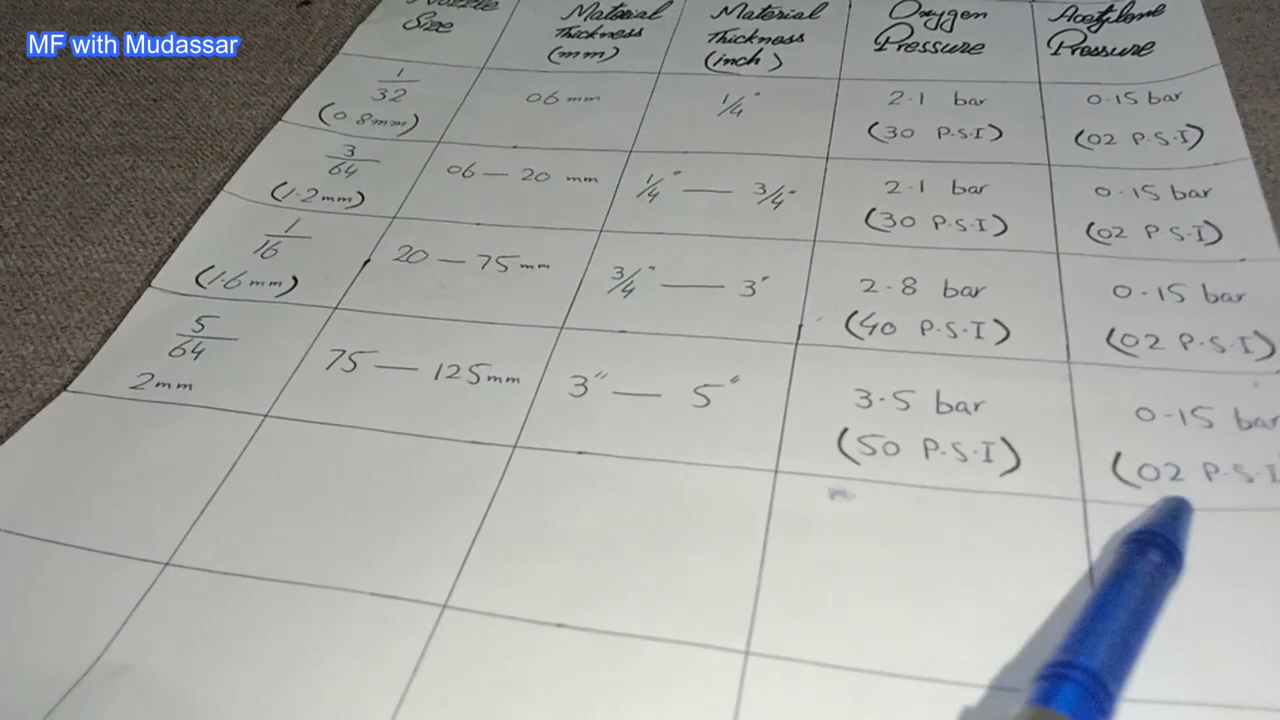 MF with Mudassar
Nozzle
Size
Material
Thickness
(mm)
Material
Thickness
(inch)
Oxygen
Pressure
Acetylene
Pressure
1/32
(0.8mm)
06 mm
1/4"
2.1 bar
(30 P.S.I)
0.15 bar
(02 P.S.I)
3/64
(1.2mm)
06 — 20 mm
1/4" — 3/4"
2.1 bar
(30 P.S.I)
0.15 bar
(02 P.S.I)
1/16
(1.6mm)
20 — 75mm
3/4" — 3"
2.8 bar
(40 P.S.I)
0.15 bar
(02 P.S.I)
5/64
2mm
75 — 125mm
3" — 5"
3.5 bar
(50 P.S.I)
0.15 bar
(02 P.S.I